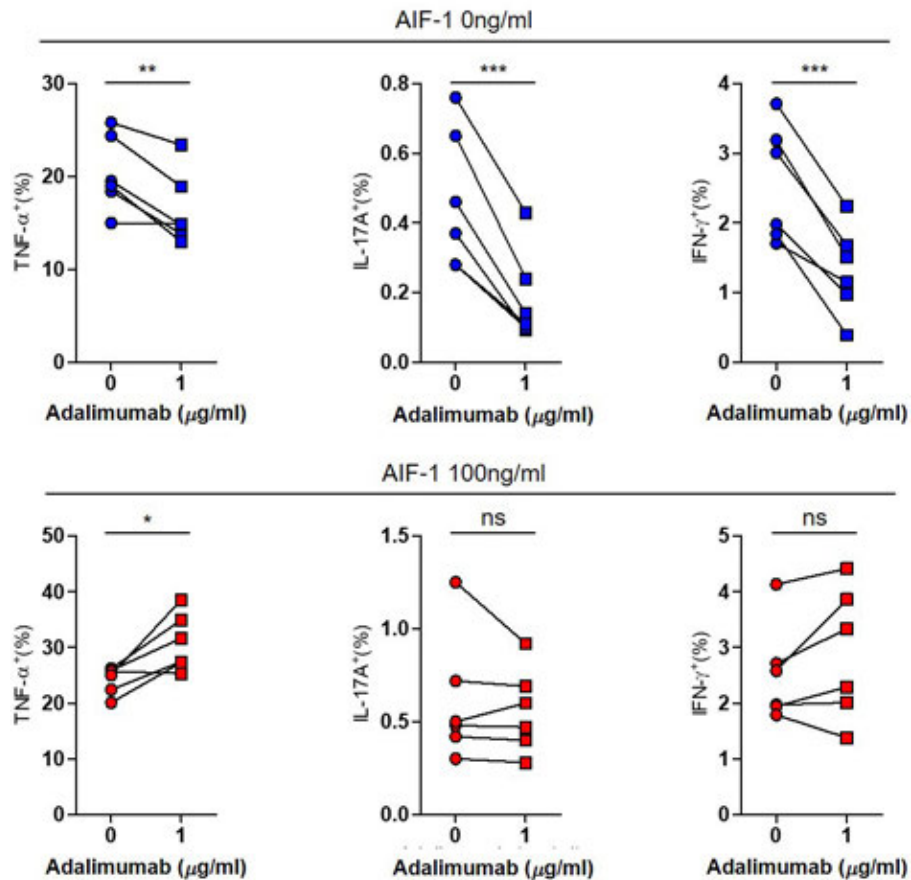 AIF-1 0ng/ml
** *** ***
30 0.8 4
20 0.6 3
10 0.4 2
0 0.2 1
0.0 0
TNF-α⁺(%) IL-17A⁺(%) IFN-γ⁺(%)
0 1 0 1 0 1
Adalimumab (μg/ml) Adalimumab (μg/ml) Adalimumab (μg/ml)
AIF-1 100ng/ml
* ns ns
50 1.5 5
40 1.0 4
30 0.5 3
20 0.0 2
10 1
0 0
TNF-α⁺(%) IL-17A⁺(%) IFN-γ⁺(%)
0 1 0 1 0 1
Adalimumab (μg/ml) Adalimumab (μg/ml) Adalimumab (μg/ml)